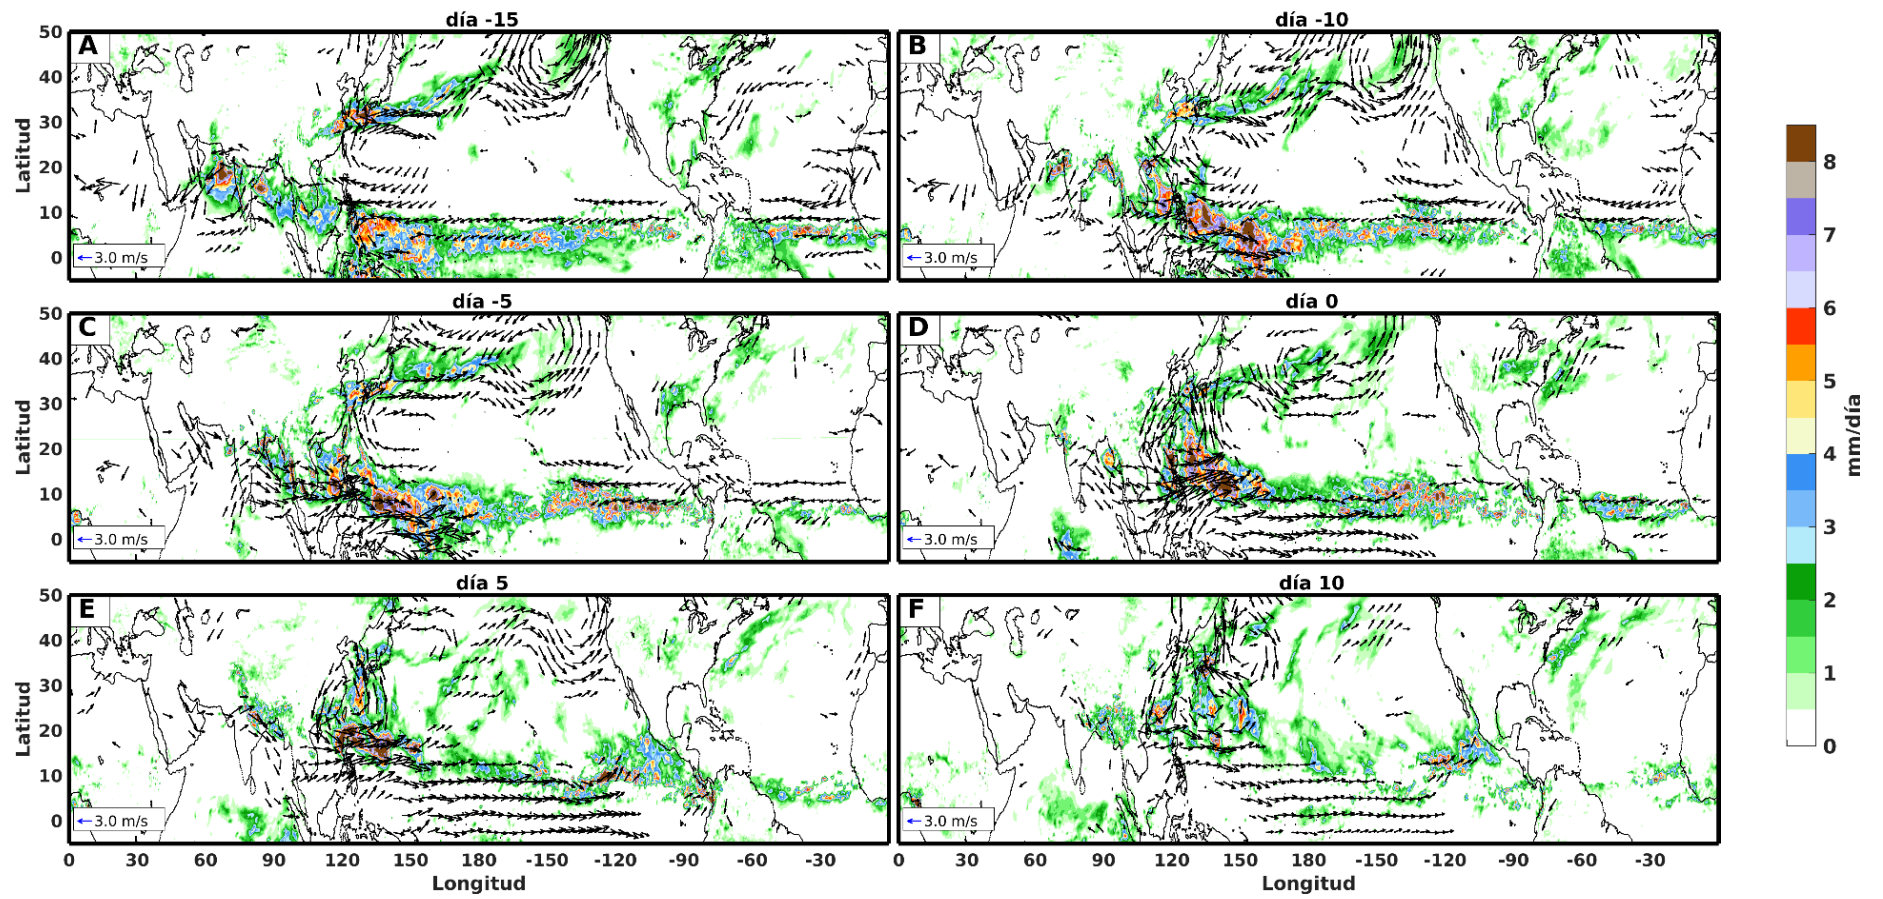 día -15
día -10
A
B
50
40
30
20
10
0
Latitud
3.0 m/s
3.0 m/s
día -5
día 0
C
D
50
40
30
20
10
0
Latitud
3.0 m/s
3.0 m/s
día 5
día 10
E
F
50
40
30
20
10
0
Latitud
3.0 m/s
3.0 m/s
0 30 60 90 120 150 180 -150 -120 -90 -60 -30
0 30 60 90 120 150 180 -150 -120 -90 -60 -30
Longitud
Longitud
8
7
6
5
4
3
2
1
0
mm/día